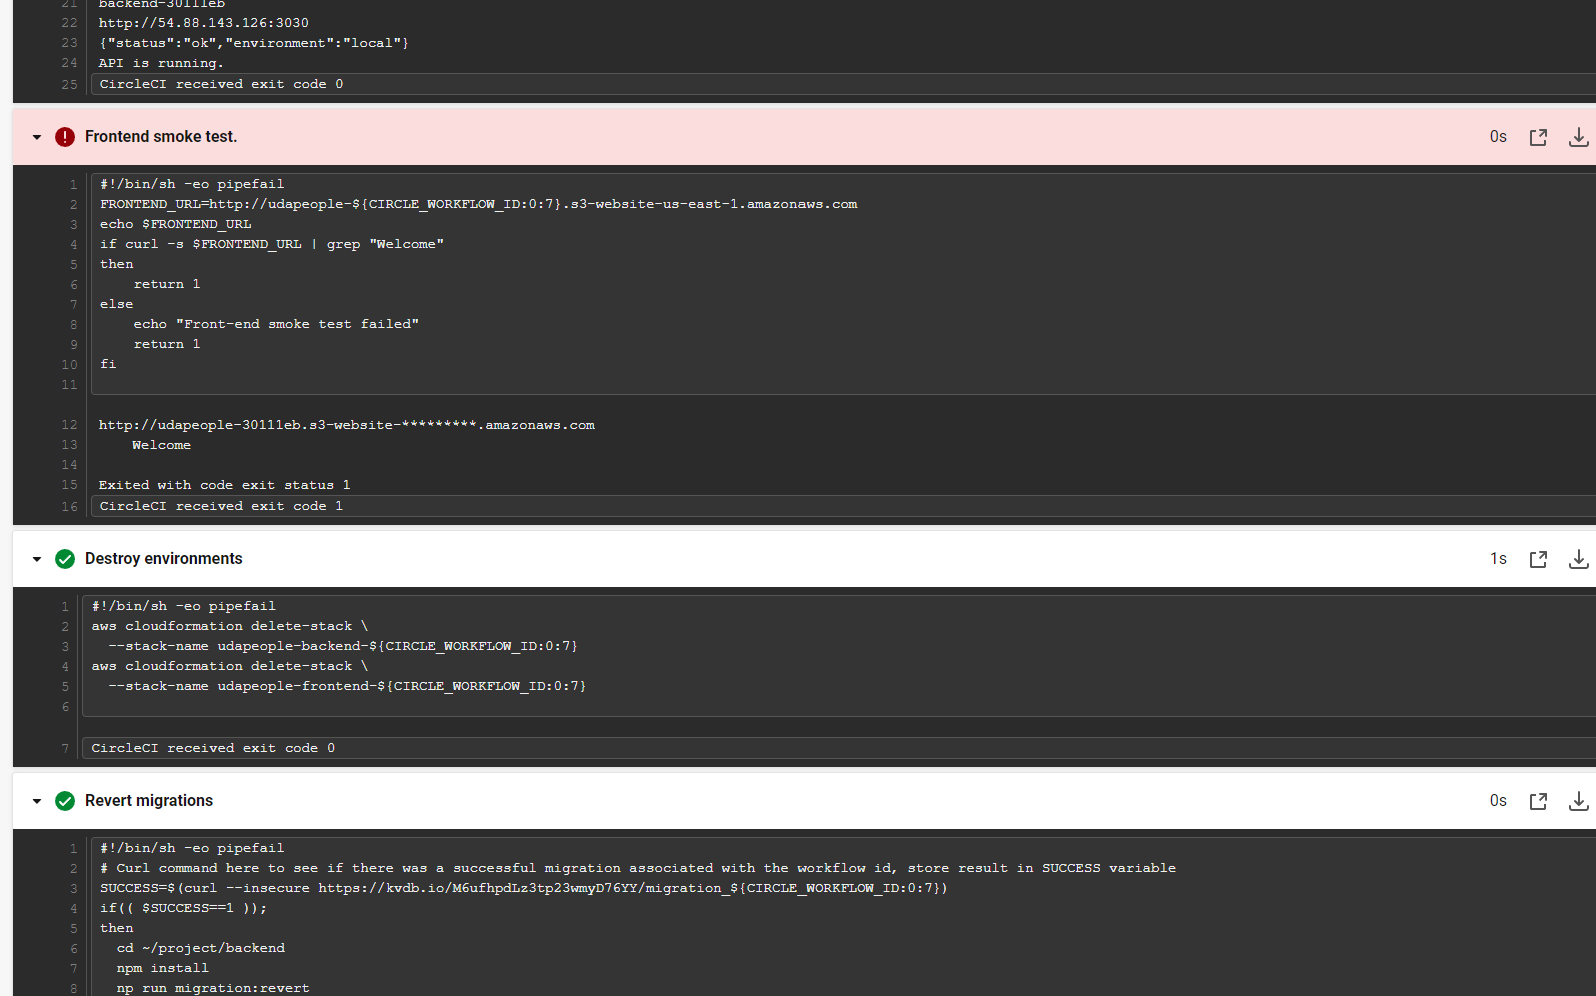 21 backend-30111eb
22 http://54.88.143.126:3030
23 {"status":"ok","environment":"local"}
24 API is running.
25 CircleCI received exit code 0
Frontend smoke test. 0s
1 #!/bin/sh -eo pipefail
2 FRONTEND_URL=http://udapeople-${CIRCLE_WORKFLOW_ID:0:7}.s3-website-us-east-1.amazonaws.com
3 echo $FRONTEND_URL
4 if curl -s $FRONTEND_URL | grep "Welcome"
5 then
6 return 1
7 else
8 echo "Front-end smoke test failed"
9 return 1
10 fi
11
12 http://udapeople-30111eb.s3-website-*********.amazonaws.com
13 Welcome
14
15 Exited with code exit status 1
16 CircleCI received exit code 1
Destroy environments 1s
1 #!/bin/sh -eo pipefail
2 aws cloudformation delete-stack \
3 --stack-name udapeople-backend-${CIRCLE_WORKFLOW_ID:0:7}
4 aws cloudformation delete-stack \
5 --stack-name udapeople-frontend-${CIRCLE_WORKFLOW_ID:0:7}
6
7 CircleCI received exit code 0
Revert migrations 0s
1 #!/bin/sh -eo pipefail
2 # Curl command here to see if there was a successful migration associated with the workflow id, store result in SUCCESS variable
3 SUCCESS=$(curl --insecure https://kvdb.io/M6ufhpdLz3tp23wmyD76YY/migration_${CIRCLE_WORKFLOW_ID:0:7})
4 if(( $SUCCESS==1 ));
5 then
6 cd ~/project/backend
7 npm install
8 np run migration:revert